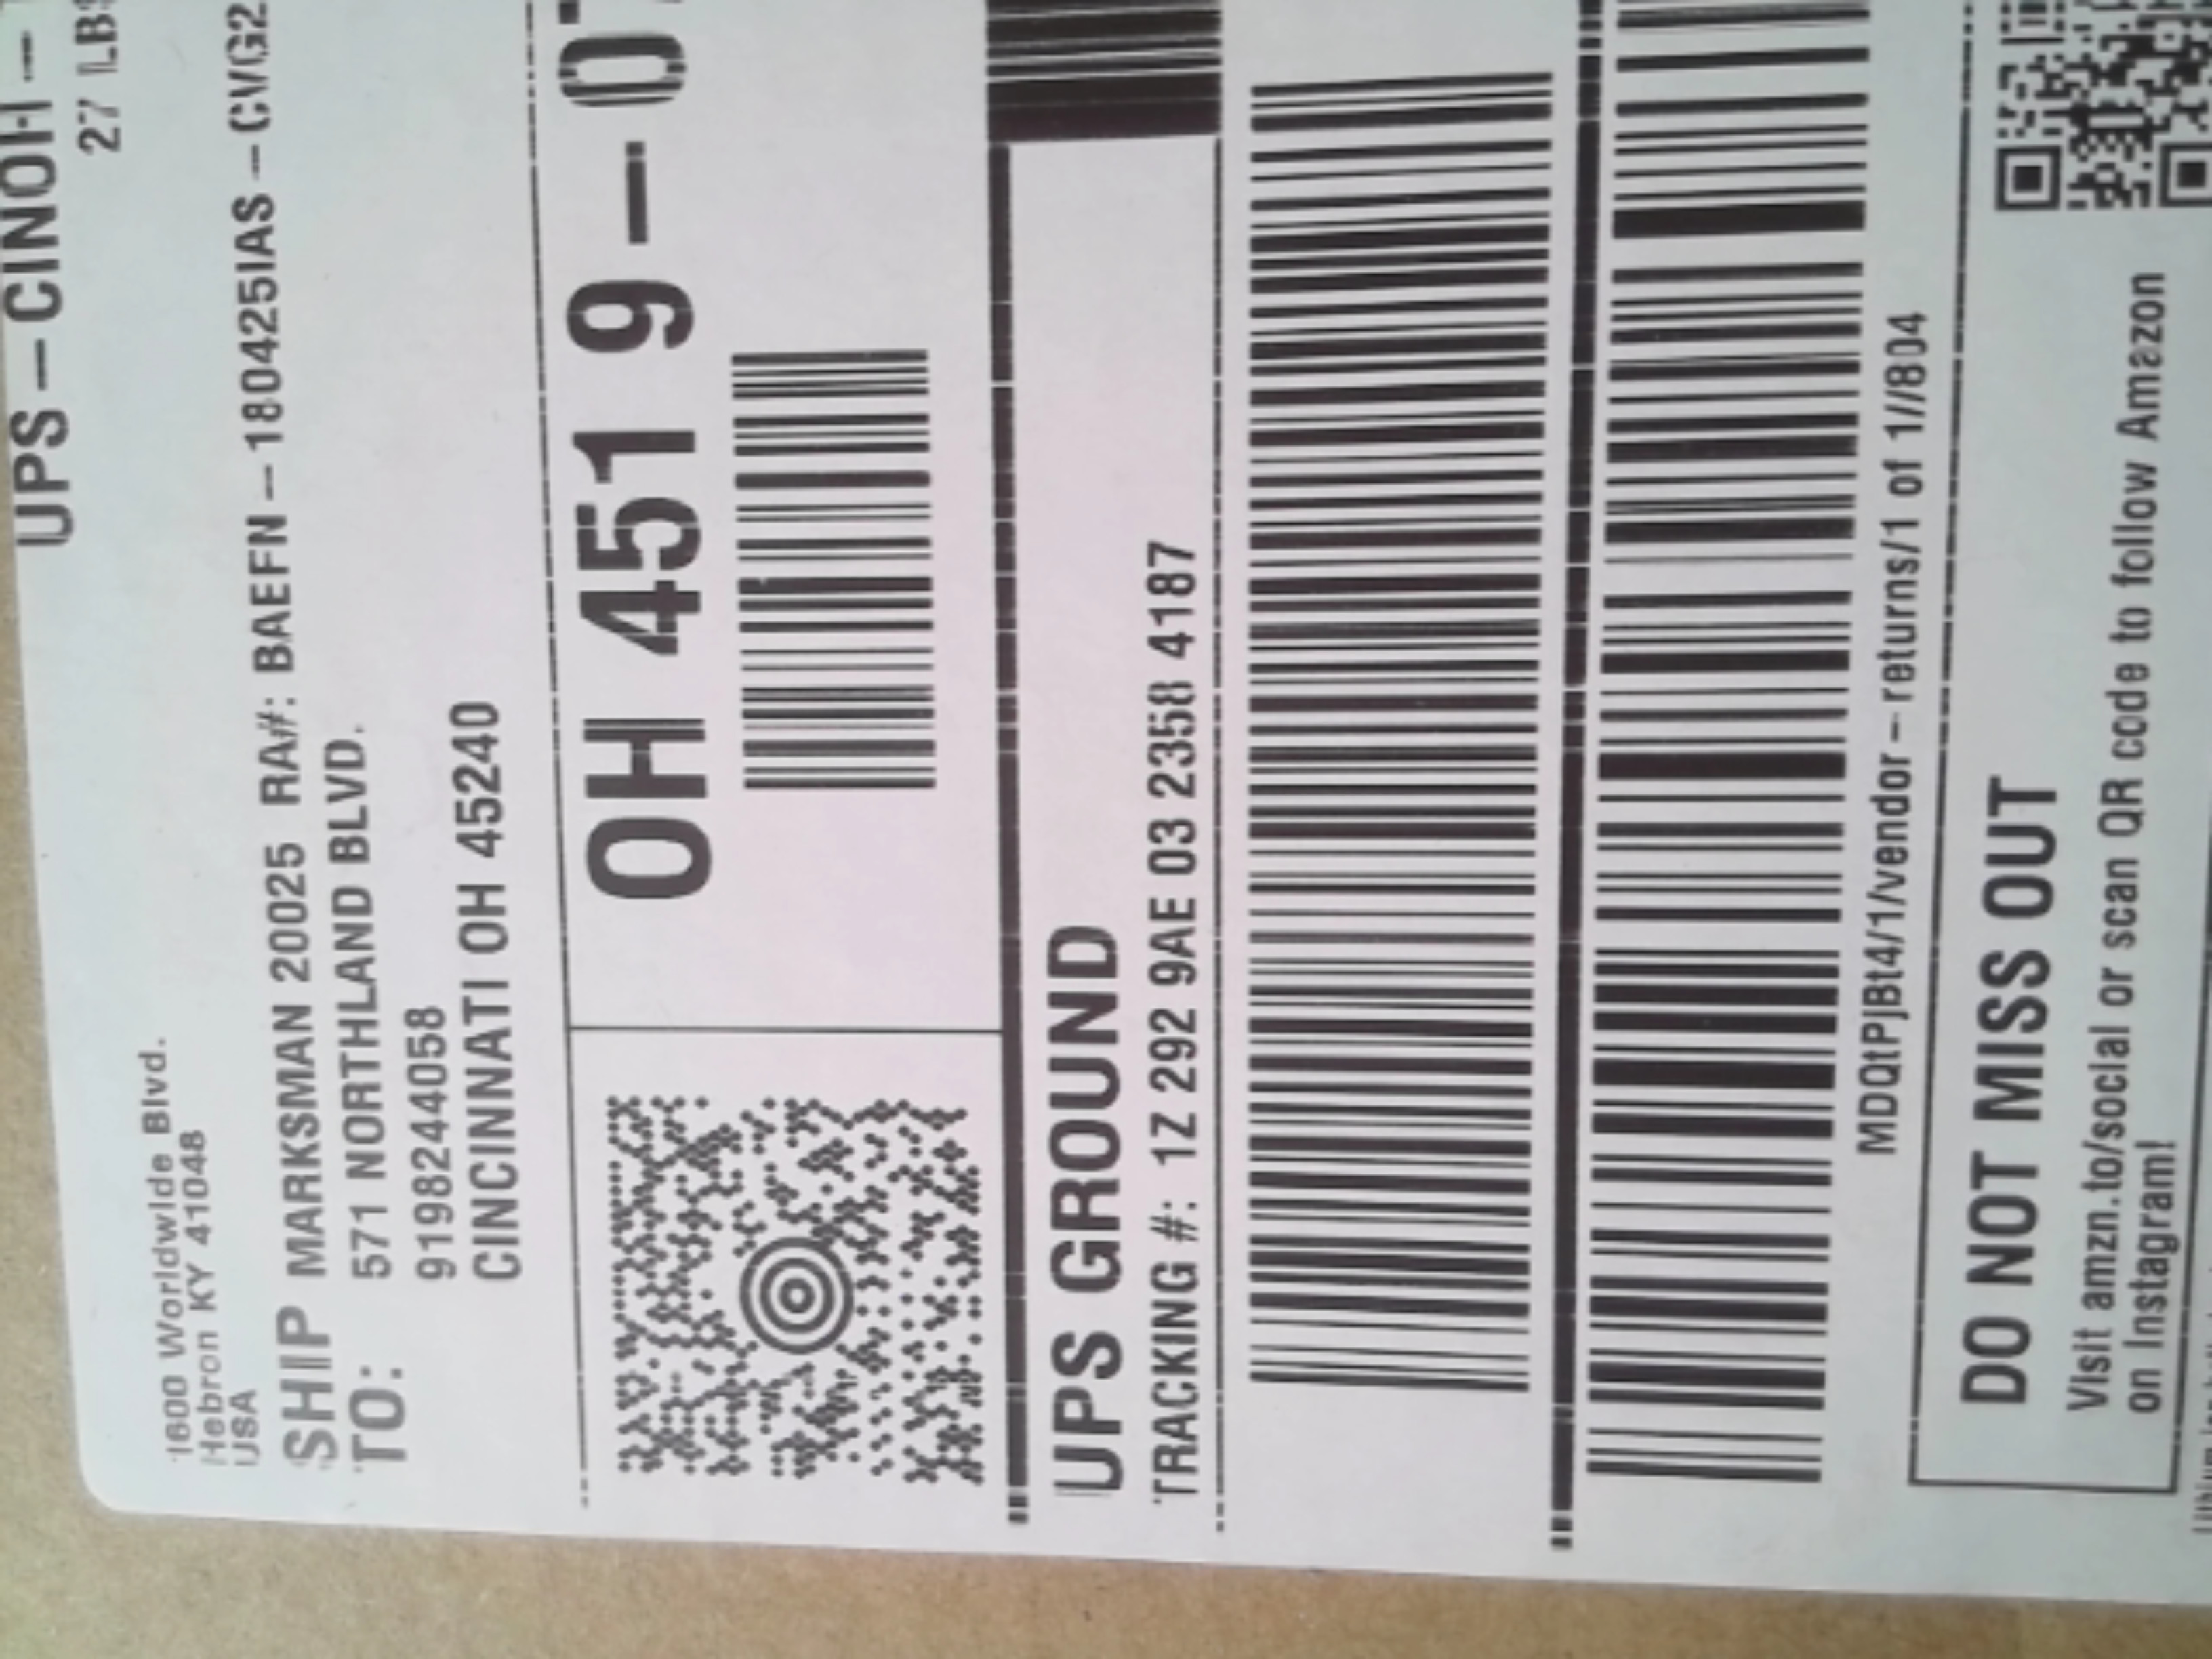 UPS-CINOH-
27 LBS
1600 Worldwide Blvd.
Hebron KY 41048
USA
SHIP TO:
MARKSMAN 20025 RA#: BAEFN-180425IAS-CVG2
571 NORTHLAND BLVD.
9198244058
CINCINNATI OH 45240
OH 451 9-07
UPS GROUND
TRACKING #: 1Z 292 9AE 03 2358 4187
MDQtPJBt4/1/vendor-returns/1 of 1//804
DO NOT MISS OUT
Visit amzn.to/social or scan QR code to follow Amazon
on Instagram!